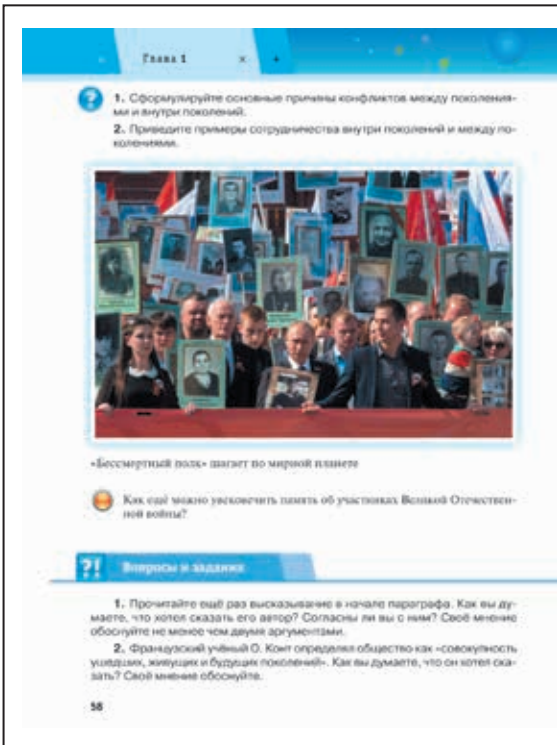 Глава 1 × +
? 1. Сформулируйте основные причины конфликтов между поколения-
ми и внутри поколений.
2. Приведите примеры сотрудничества внутри поколений и между по-
колениями.
«Бессмертный полк» шагает по мирной планете
Как ещё можно увековечить память об участниках Великой Отечествен-
ной войны?
?! Вопросы и задания
1. Прочитайте ещё раз высказывание в начале параграфа. Как вы ду-
маете, что хотел сказать его автор? Согласны ли вы с ним? Своё мнение
обоснуйте не менее чем двумя аргументами.
2. Французский учёный О. Конт определял общество как «совокупность
ушедших, живущих и будущих поколений». Как вы думаете, что он хотел ска-
зать? Своё мнение обоснуйте.
58